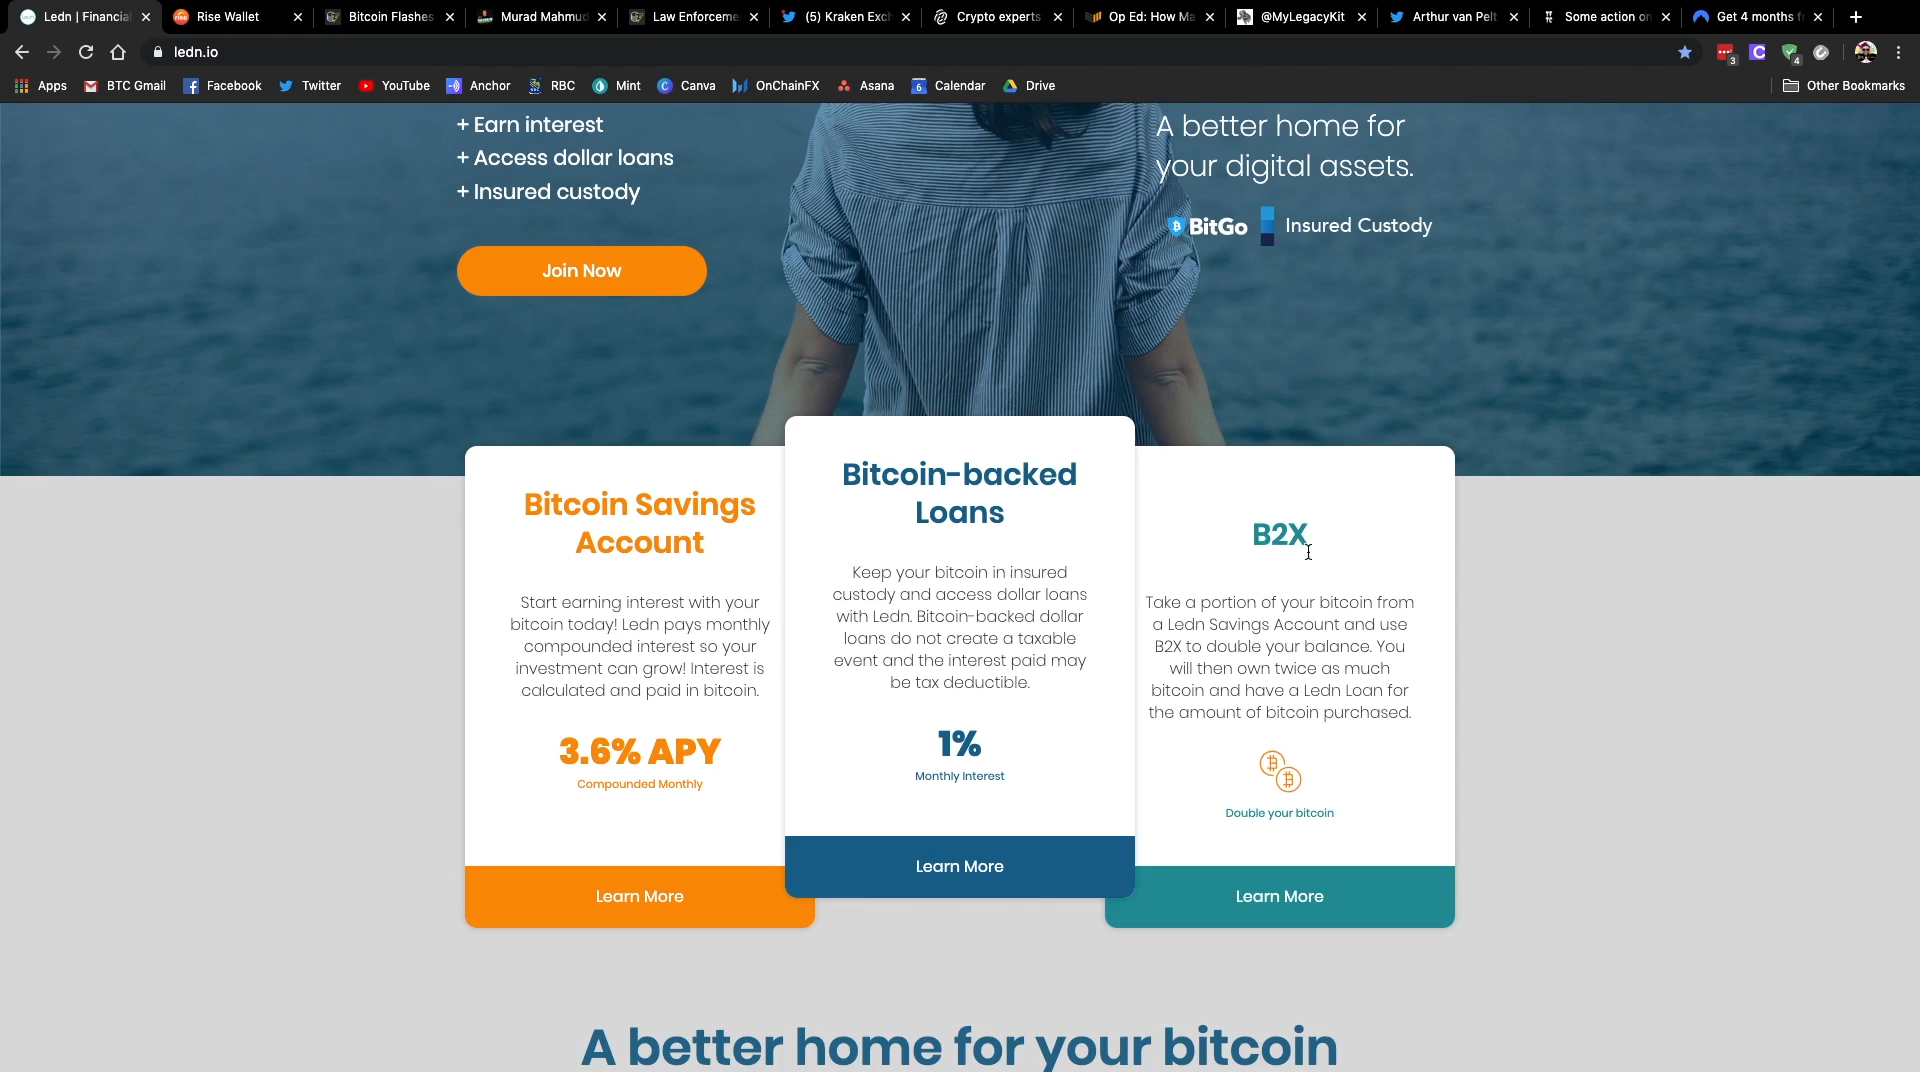 Ledn | Financial
Rise Wallet
Bitcoin Flashes
Murad Mahmud
Law Enforceme
(5) Kraken Exch
Crypto experts
Op Ed: How Ma
@MyLegacyKit
Arthur van Pelt
Some action on
Get 4 months f
ledn.io
3
4
Apps
BTC Gmail
Facebook
Twitter
YouTube
Anchor
RBC
Mint
Canva
OnChainFX
Asana
Calendar
Drive
Other Bookmarks
+ Earn interest
+ Access dollar loans
+ Insured custody
Join Now
A better home for
your digital assets.
BitGo Insured Custody
Bitcoin Savings
Account
Start earning interest with your
bitcoin today! Ledn pays monthly
compounded interest so your
investment can grow! Interest is
calculated and paid in bitcoin.
3.6% APY
Compounded Monthly
Learn More
Bitcoin-backed
Loans
Keep your bitcoin in insured
custody and access dollar loans
with Ledn. Bitcoin-backed dollar
loans do not create a taxable
event and the interest paid may
be tax deductible.
1%
Monthly Interest
Learn More
B2X
Take a portion of your bitcoin from
a Ledn Savings Account and use
B2X to double your balance. You
will then own twice as much
bitcoin and have a Ledn Loan for
the amount of bitcoin purchased.
Double your bitcoin
Learn More
A better home for your bitcoin